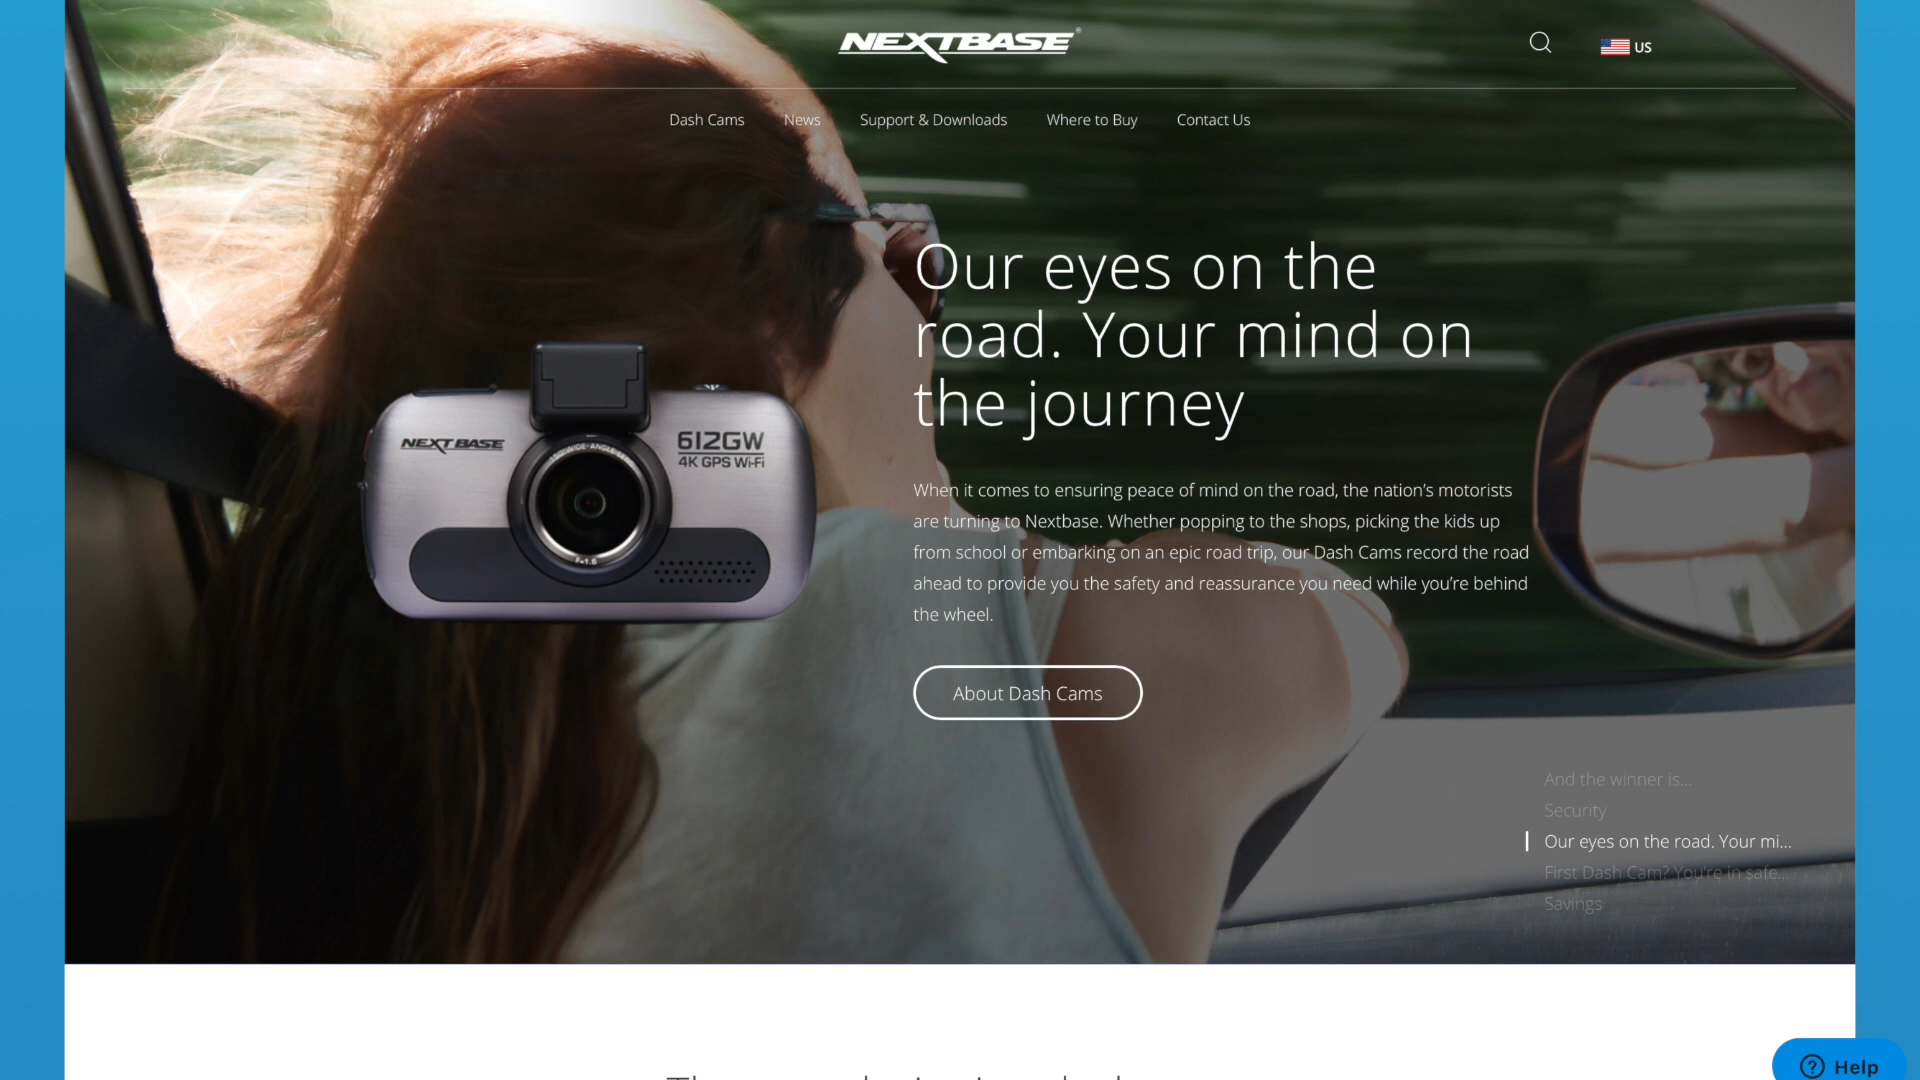 NEXTBASE®
US
Dash Cams
News
Support & Downloads
Where to Buy
Contact Us
Our eyes on the
road. Your mind on
the journey
NEXTBASE
612GW
4K GPS Wi-Fi
F=1.6
When it comes to ensuring peace of mind on the road, the nation's motorists
are turning to Nextbase. Whether popping to the shops, picking the kids up
from school or embarking on an epic road trip, our Dash Cams record the road
ahead to provide you the safety and reassurance you need while you're behind
the wheel.
About Dash Cams
And the winner is...
Security
Our eyes on the road. Your mi...
First Dash Cam? You're in safe...
Savings
Help